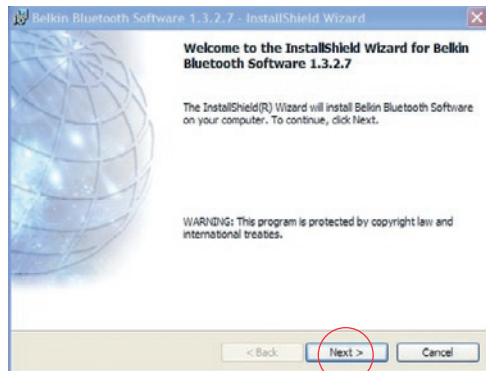 Belkin Bluetooth Software 1.3.2.7 - InstallShield Wizard
Welcome to the InstallShield Wizard for Belkin
Bluetooth Software 1.3.2.7
The InstallShield(R) Wizard will install Belkin Bluetooth Software
on your computer. To continue, click Next.
WARNING: This program is protected by copyright law and
international treaties.
< Back
Next >
Cancel